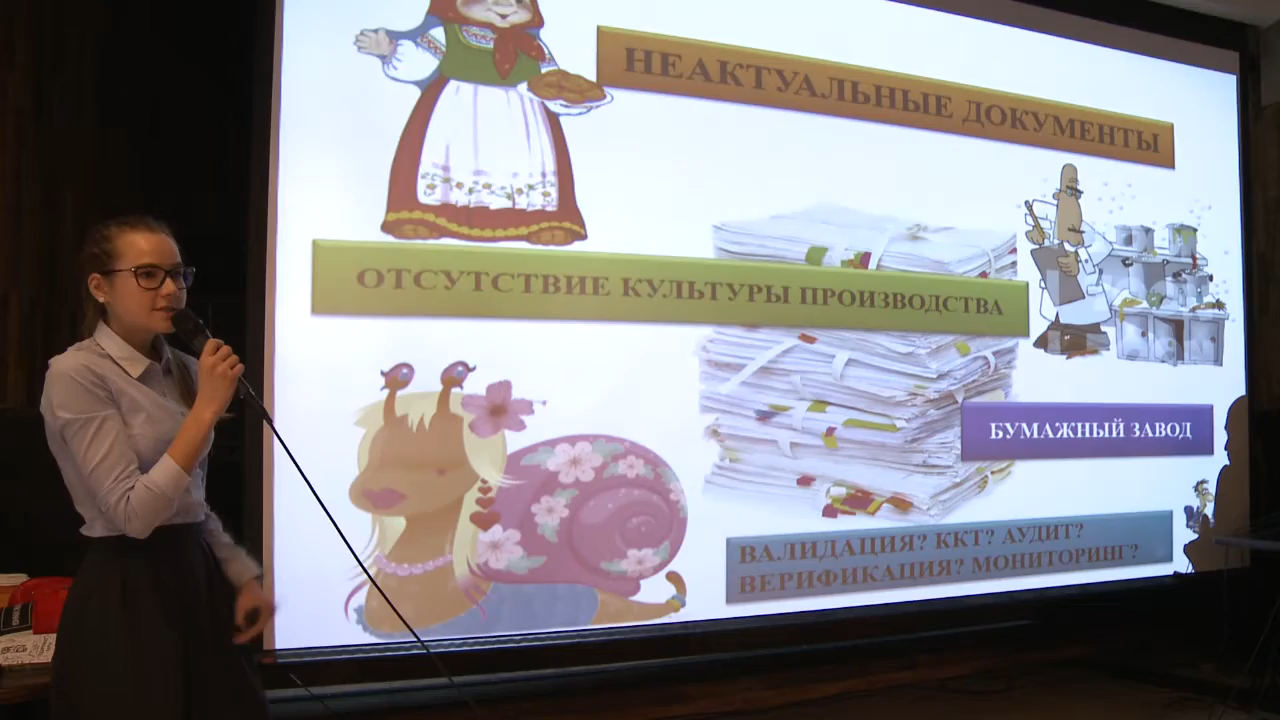 НЕАКТУАЛЬНЫЕ ДОКУМЕНТЫ
ОТСУТСТВИЕ КУЛЬТУРЫ ПРОИЗВОДСТВА
БУМАЖНЫЙ ЗАВОД
ВАЛИДАЦИЯ? ККТ? АУДИТ?
ВЕРИФИКАЦИЯ? МОНИТОРИНГ?